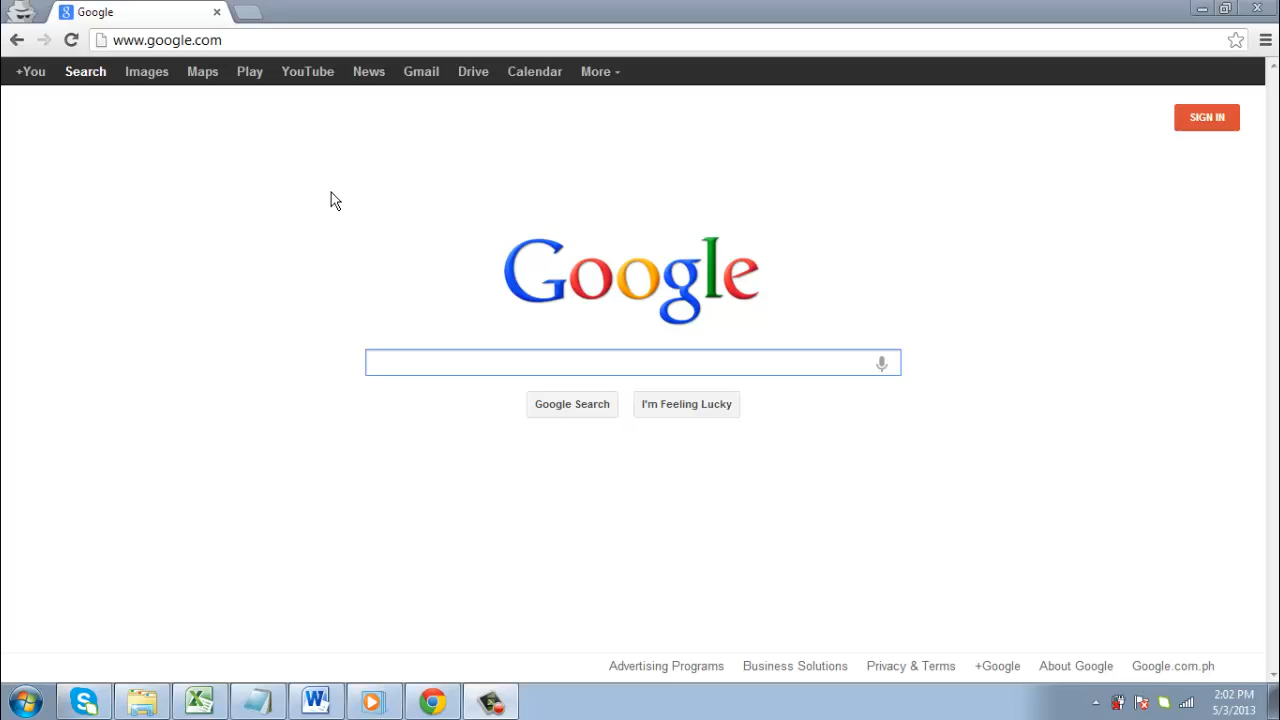 Google
www.google.com
+You Search Images Maps Play YouTube News Gmail Drive Calendar More
SIGN IN
Google
Google Search I'm Feeling Lucky
Advertising Programs Business Solutions Privacy & Terms +Google About Google Google.com.ph
2:02 PM
5/3/2013